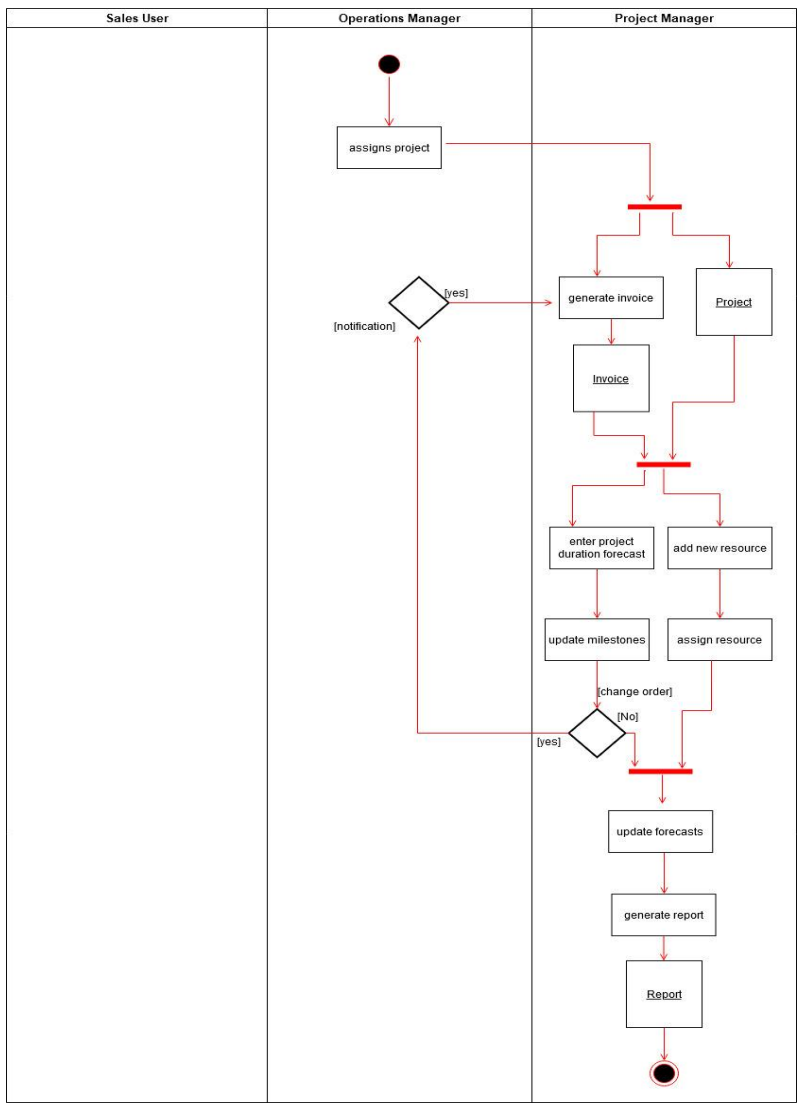 Sales User
Operations Manager
Project Manager
assigns project
[yes]
generate invoice
Project
[notification]
Invoice
enter project
duration forecast
add new resource
update milestones
assign resource
[change order]
[No]
[yes]
update forecasts
generate report
Report